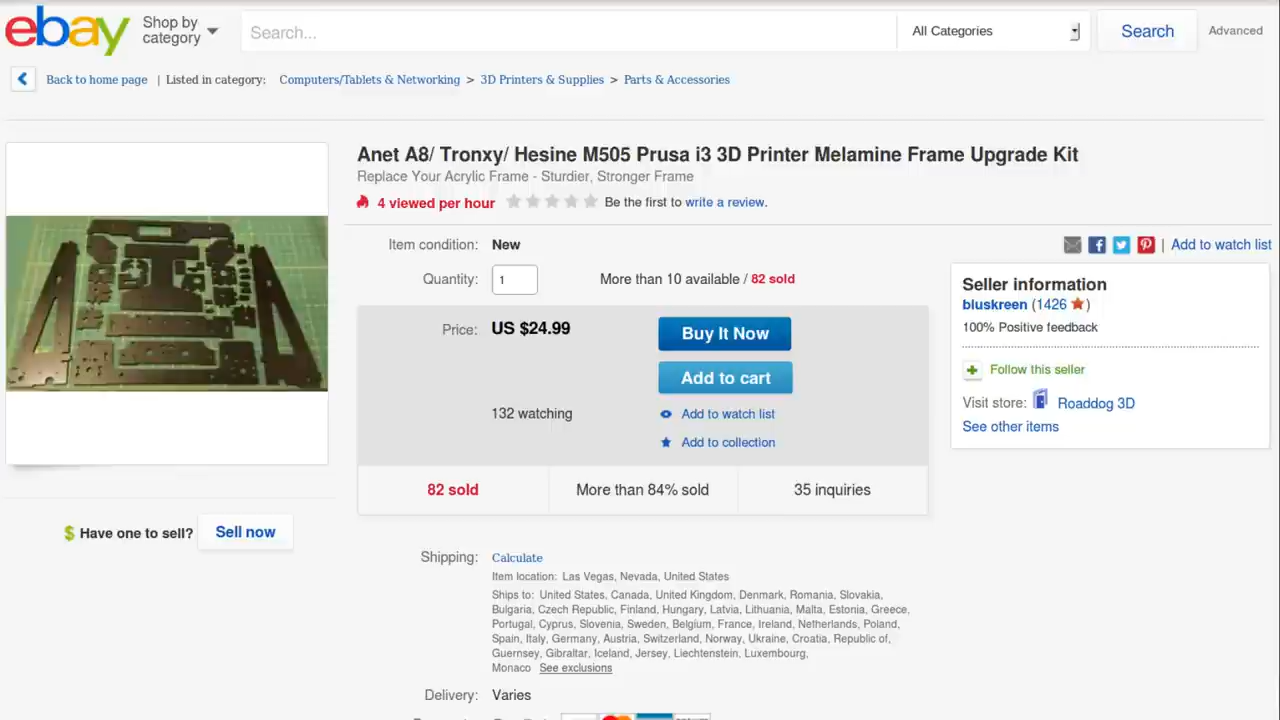 ebay
Shop by
category
Search...
All Categories
Search
Advanced
Back to home page | Listed in category: Computers/Tablets & Networking > 3D Printers & Supplies > Parts & Accessories
Anet A8/ Tronxy/ Hesine M505 Prusa i3 3D Printer Melamine Frame Upgrade Kit
Replace Your Acrylic Frame - Sturdier, Stronger Frame
4 viewed per hour
Be the first to write a review.
Item condition: New
Quantity: 1
More than 10 available / 82 sold
Price: US $24.99
Buy It Now
Add to cart
132 watching
Add to watch list
Add to collection
82 sold
More than 84% sold
35 inquiries
| Add to watch list
Seller information
bluskreen (1426 )
100% Positive feedback
Follow this seller
Visit store: Roaddog 3D
See other items
$ Have one to sell? Sell now
Shipping: Calculate
Item location: Las Vegas, Nevada, United States
Ships to: United States, Canada, United Kingdom, Denmark, Romania, Slovakia,
Bulgaria, Czech Republic, Finland, Hungary, Latvia, Lithuania, Malta, Estonia, Greece,
Portugal, Cyprus, Slovenia, Sweden, Belgium, France, Ireland, Netherlands, Poland,
Spain, Italy, Germany, Austria, Switzerland, Norway, Ukraine, Croatia, Republic of,
Guernsey, Gibraltar, Iceland, Jersey, Liechtenstein, Luxembourg,
Monaco See exclusions
Delivery: Varies